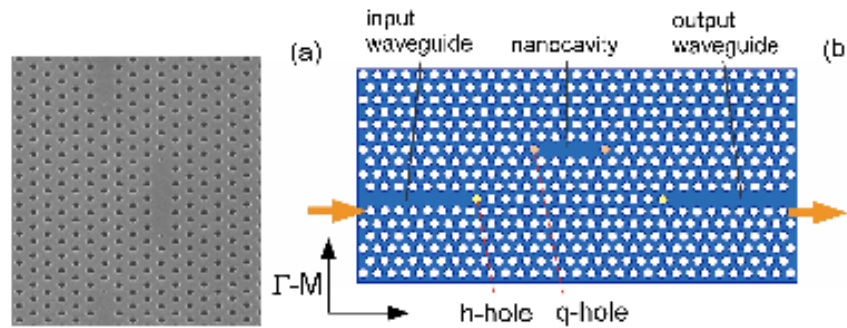 input
waveguide
nanocavity
output
waveguide
(a)
(b)
Γ-M
h-hole
q-hole